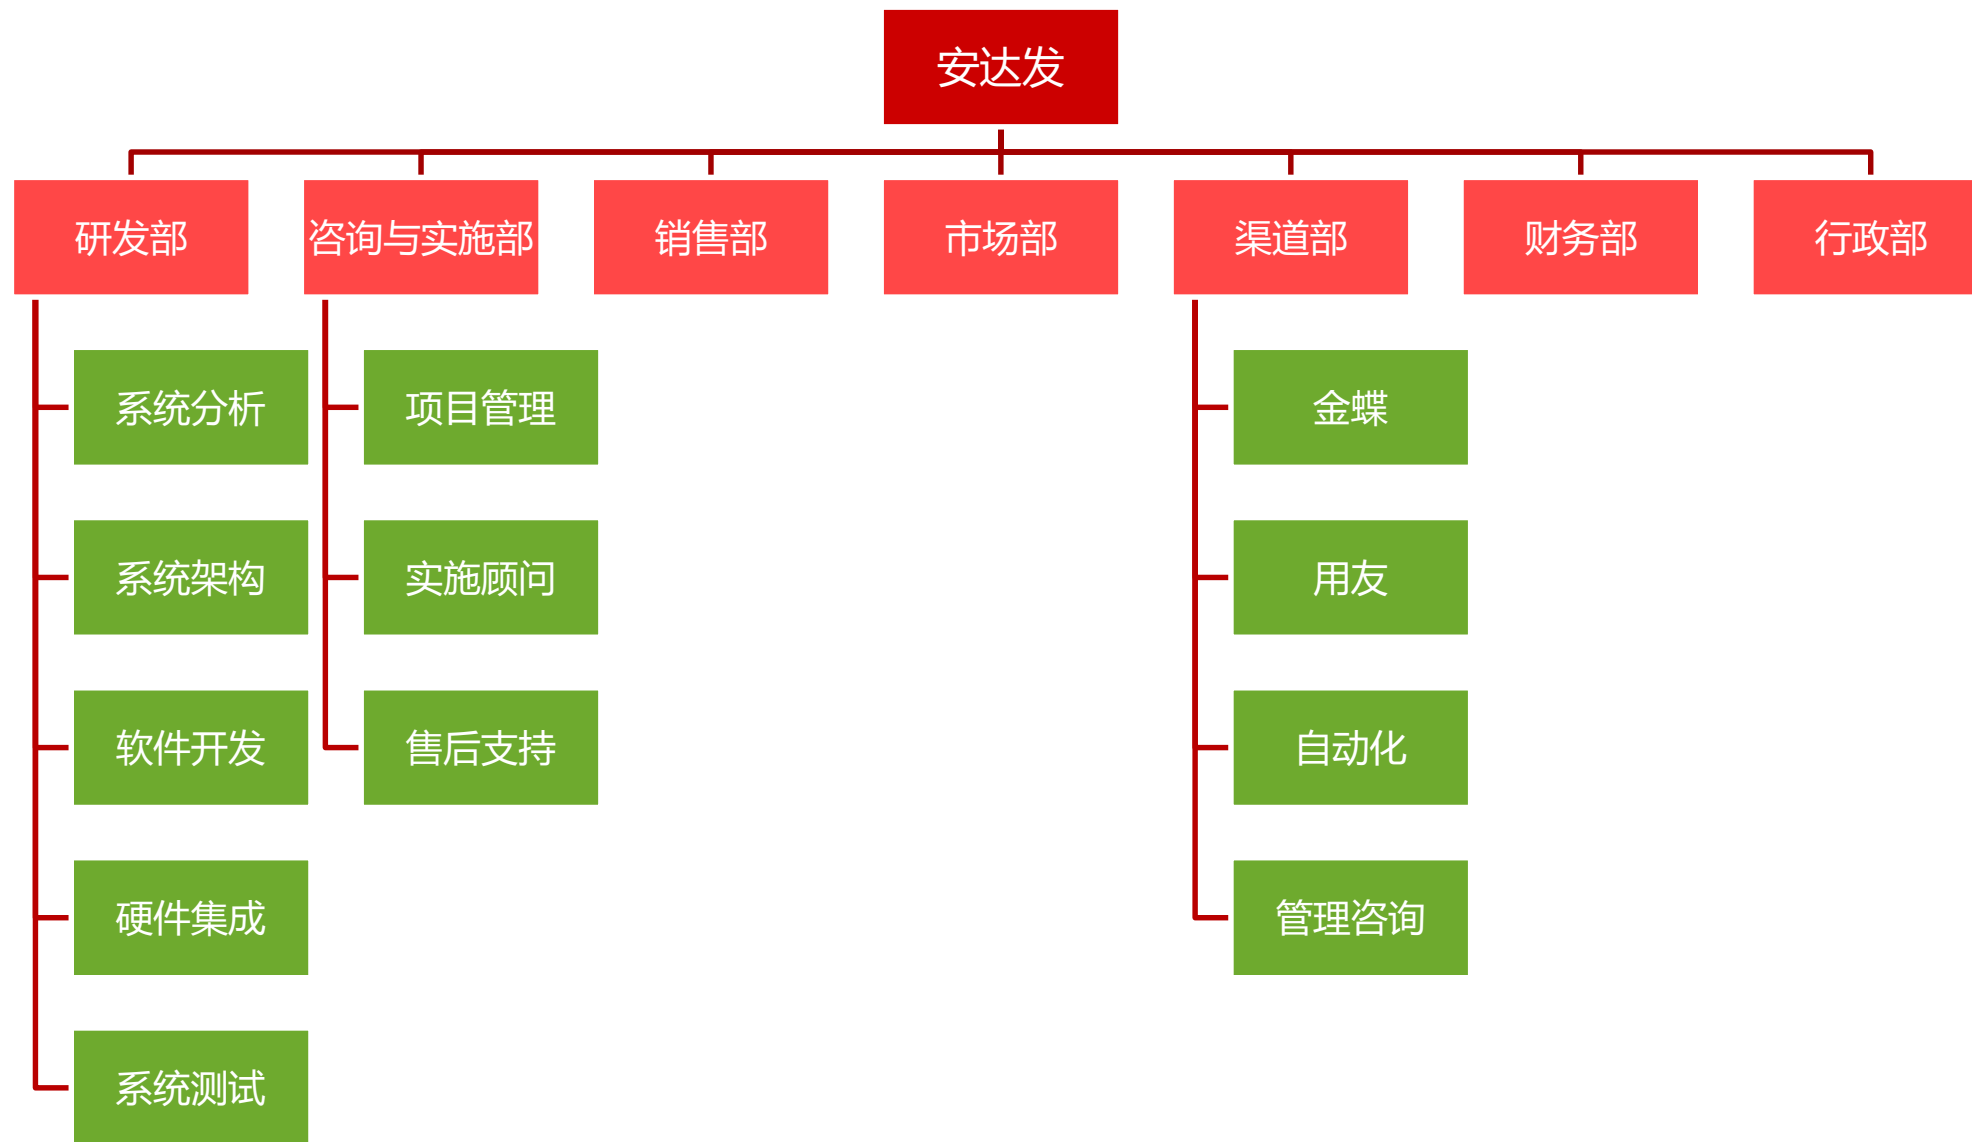 安达发
研发部
咨询与实施部
销售部
市场部
渠道部
财务部
行政部
系统分析
项目管理
金蝶
系统架构
实施顾问
用友
软件开发
售后支持
自动化
硬件集成
管理咨询
系统测试